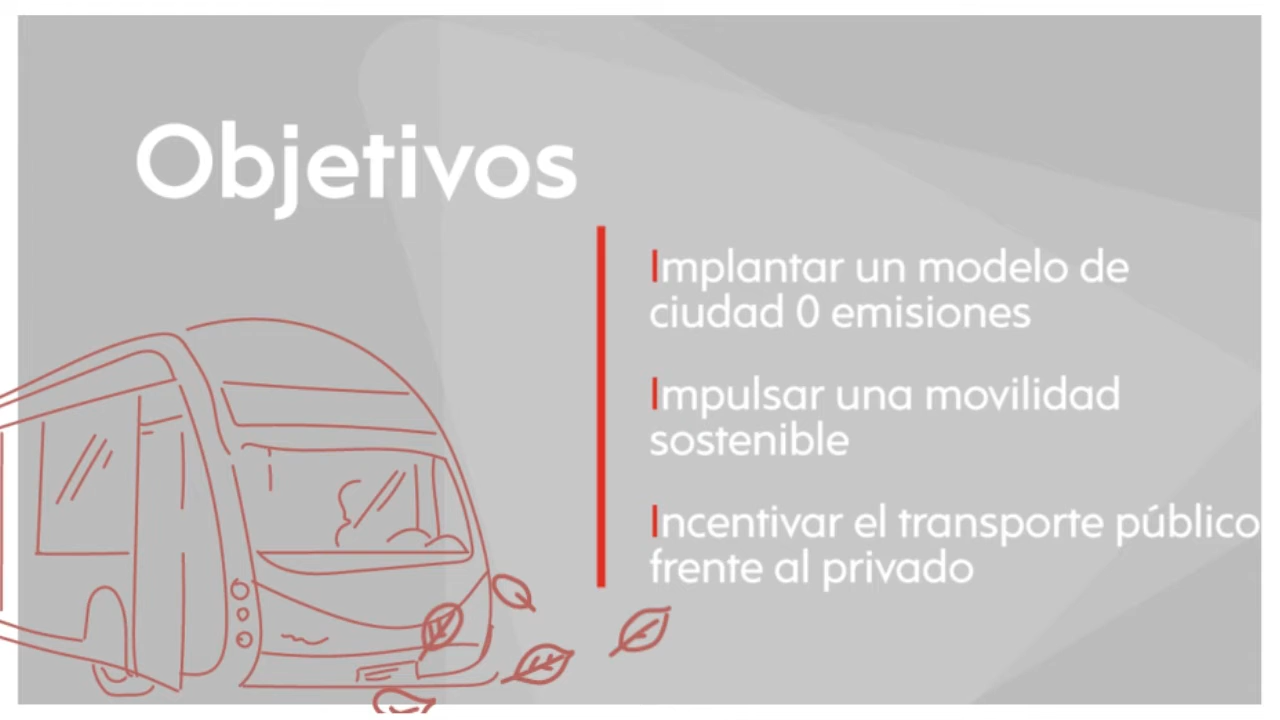 Objetivos
Implantar un modelo de
ciudad 0 emisiones
Impulsar una movilidad
sostenible
Incentivar el transporte público
frente al privado